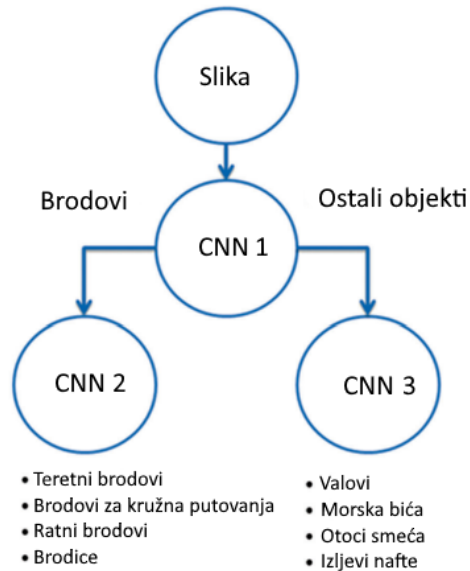 Slika
Brodovi
Ostali objekti
CNN 1
CNN 2
CNN 3
• Teretni brodovi
• Brodovi za kružna putovanja
• Ratni brodovi
• Brodice
• Valovi
• Morska bića
• Otoci smeća
• Izljevi nafte